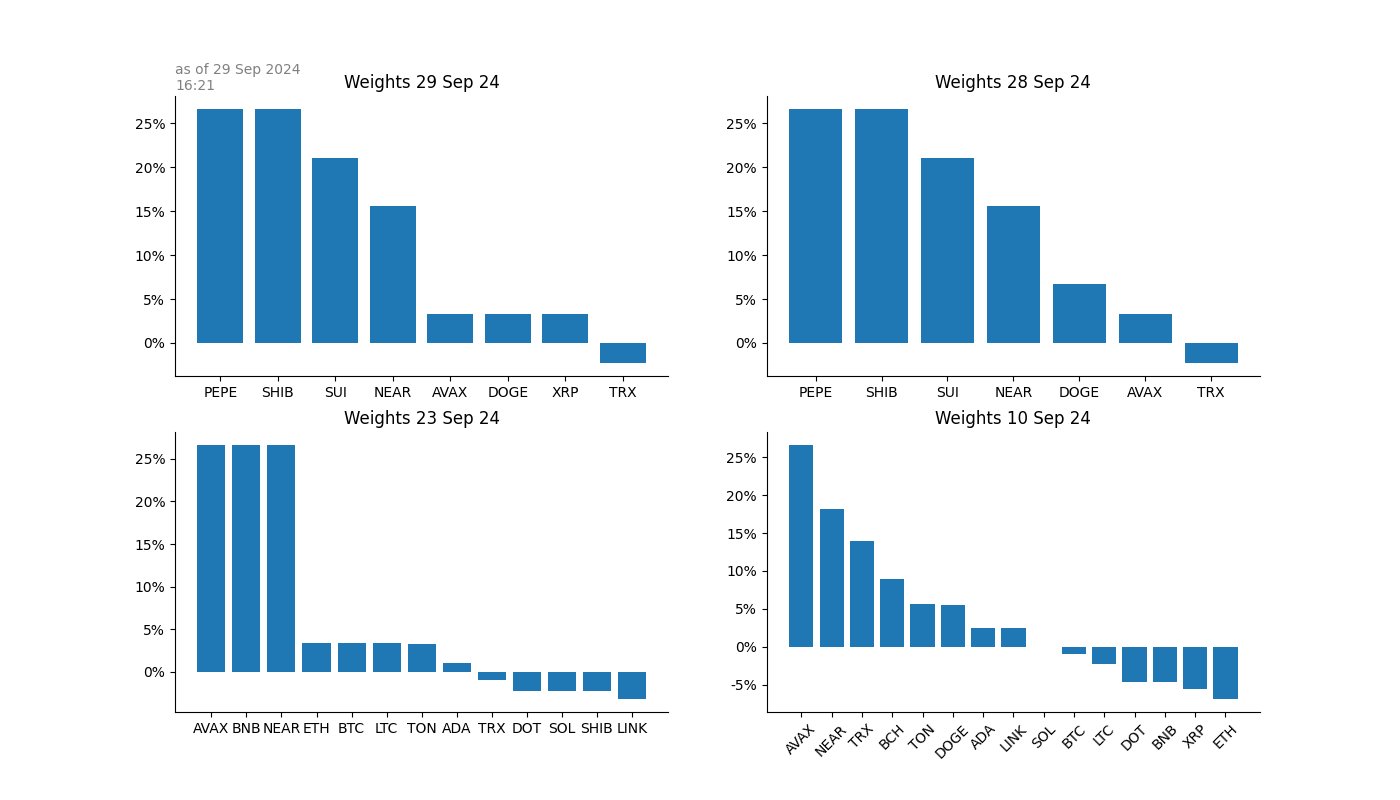 as of 29 Sep 2024
16:21
Weights 29 Sep 24
25%
20%
15%
10%
5%
0%
PEPE SHIB SUI NEAR AVAX DOGE XRP TRX
Weights 28 Sep 24
25%
20%
15%
10%
5%
0%
PEPE SHIB SUI NEAR DOGE AVAX TRX
Weights 23 Sep 24
25%
20%
15%
10%
5%
0%
AVAX BNB NEAR ETH BTC LTC TON ADA TRX DOT SOL SHIB LINK
Weights 10 Sep 24
25%
20%
15%
10%
5%
0%
-5%
AVAX NEAR TRX BCH TON DOGE ADA LINK SOL BTC LTC DOT BNB XRP ETH